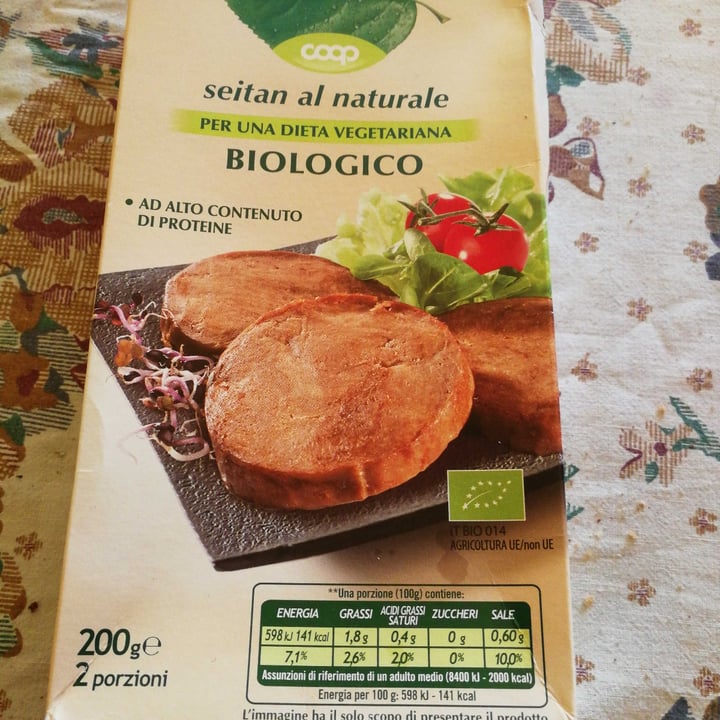 coop
seitan al naturale
PER UNA DIETA VEGETARIANA
BIOLOGICO
• AD ALTO CONTENUTO
DI PROTEINE
IT BIO 014
AGRICOLTURA UE/non UE
**Una porzione (100g) contiene:
ENERGIA GRASSI ACIDI GRASSI SATURI ZUCCHERI SALE
598 kJ 141 kcal 1,8 g 0,4 g 0 g 0,60 g
7,1% 2,6% 2,0% 0% 10,0%
Assunzioni di riferimento di un adulto medio (8400 kJ - 2000 kcal)
Energia per 100 g: 598 kJ - 141 kcal
200g℮
2 porzioni
L'immagine ha il solo scopo di presentare il prodotto